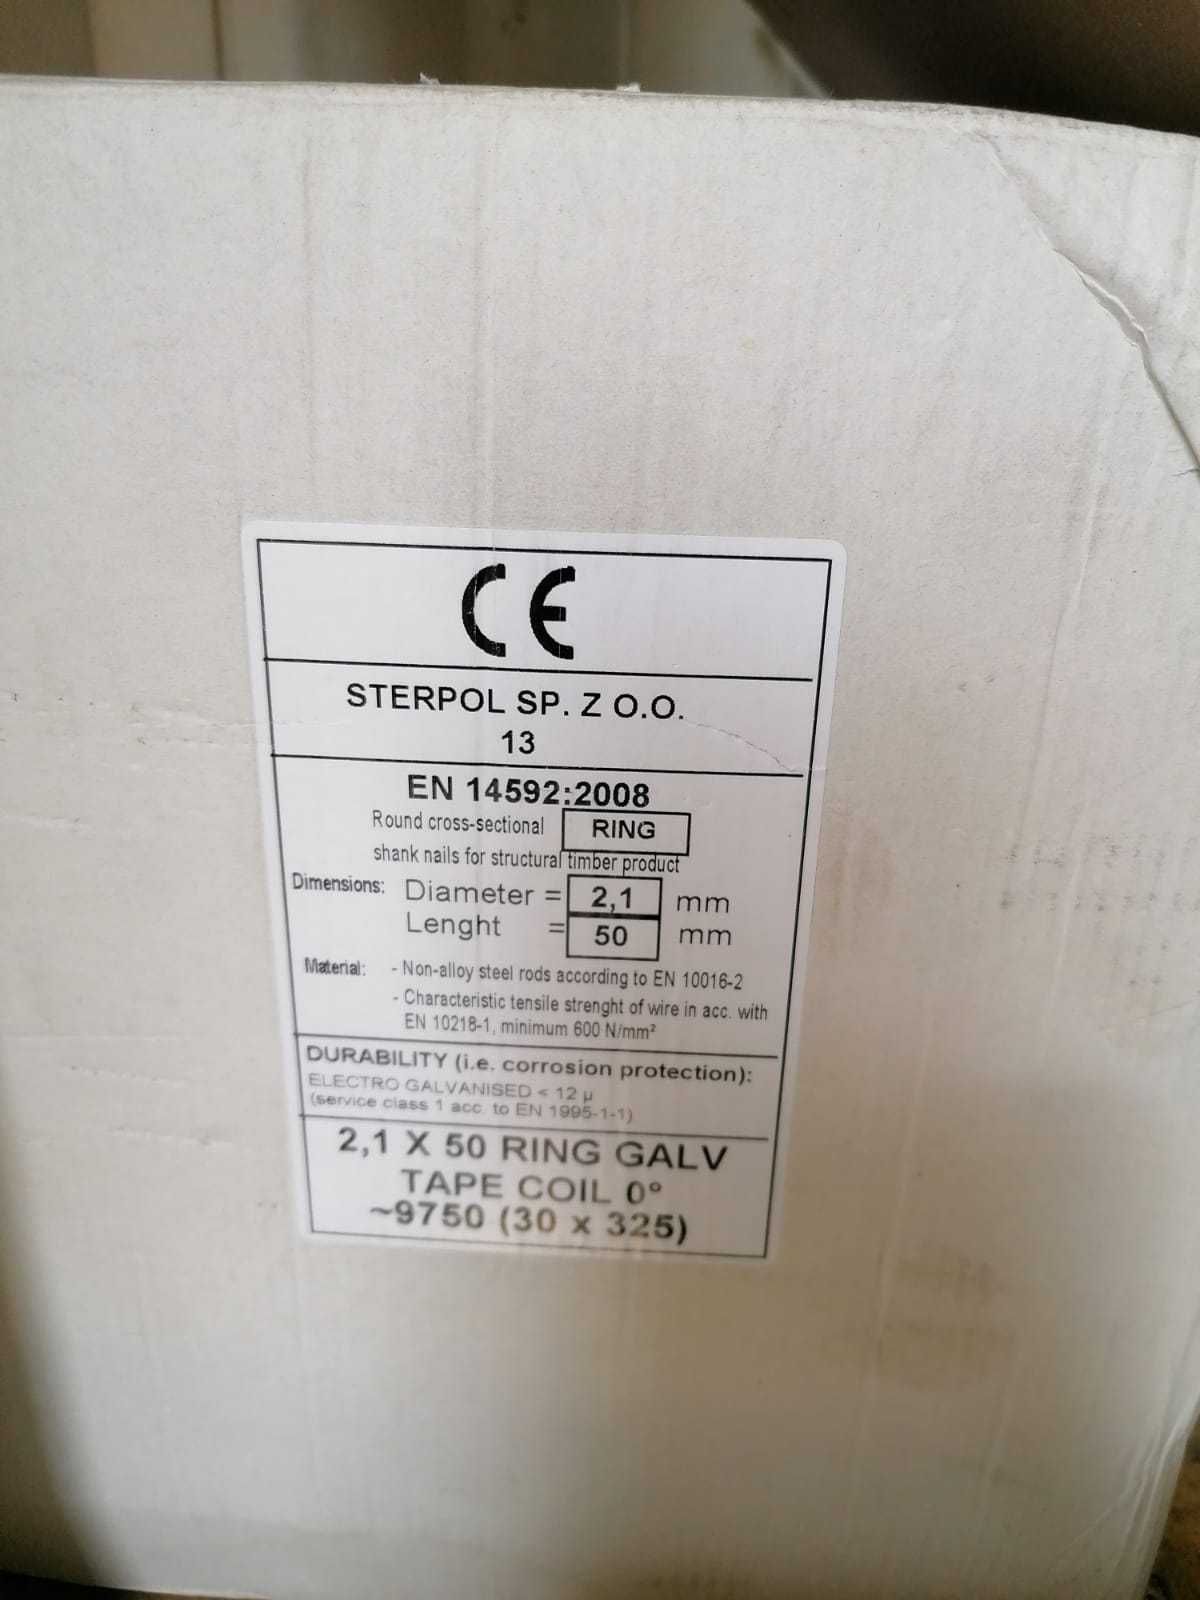 CE
STERPOL SP. Z O.O.
13
EN 14592:2008
Round cross-sectional RING
shank nails for structural timber product
Dimensions: Diameter = 2,1 mm
Lenght = 50 mm
Material: - Non-alloy steel rods according to EN 10016-2
- Characteristic tensile strenght of wire in acc. with
EN 10218-1, minimum 600 N/mm²
DURABILITY (i.e. corrosion protection):
ELECTRO GALVANISED < 12 µ
(service class 1 acc. to EN 1995-1-1)
2,1 X 50 RING GALV
TAPE COIL 0°
~9750 (30 x 325)